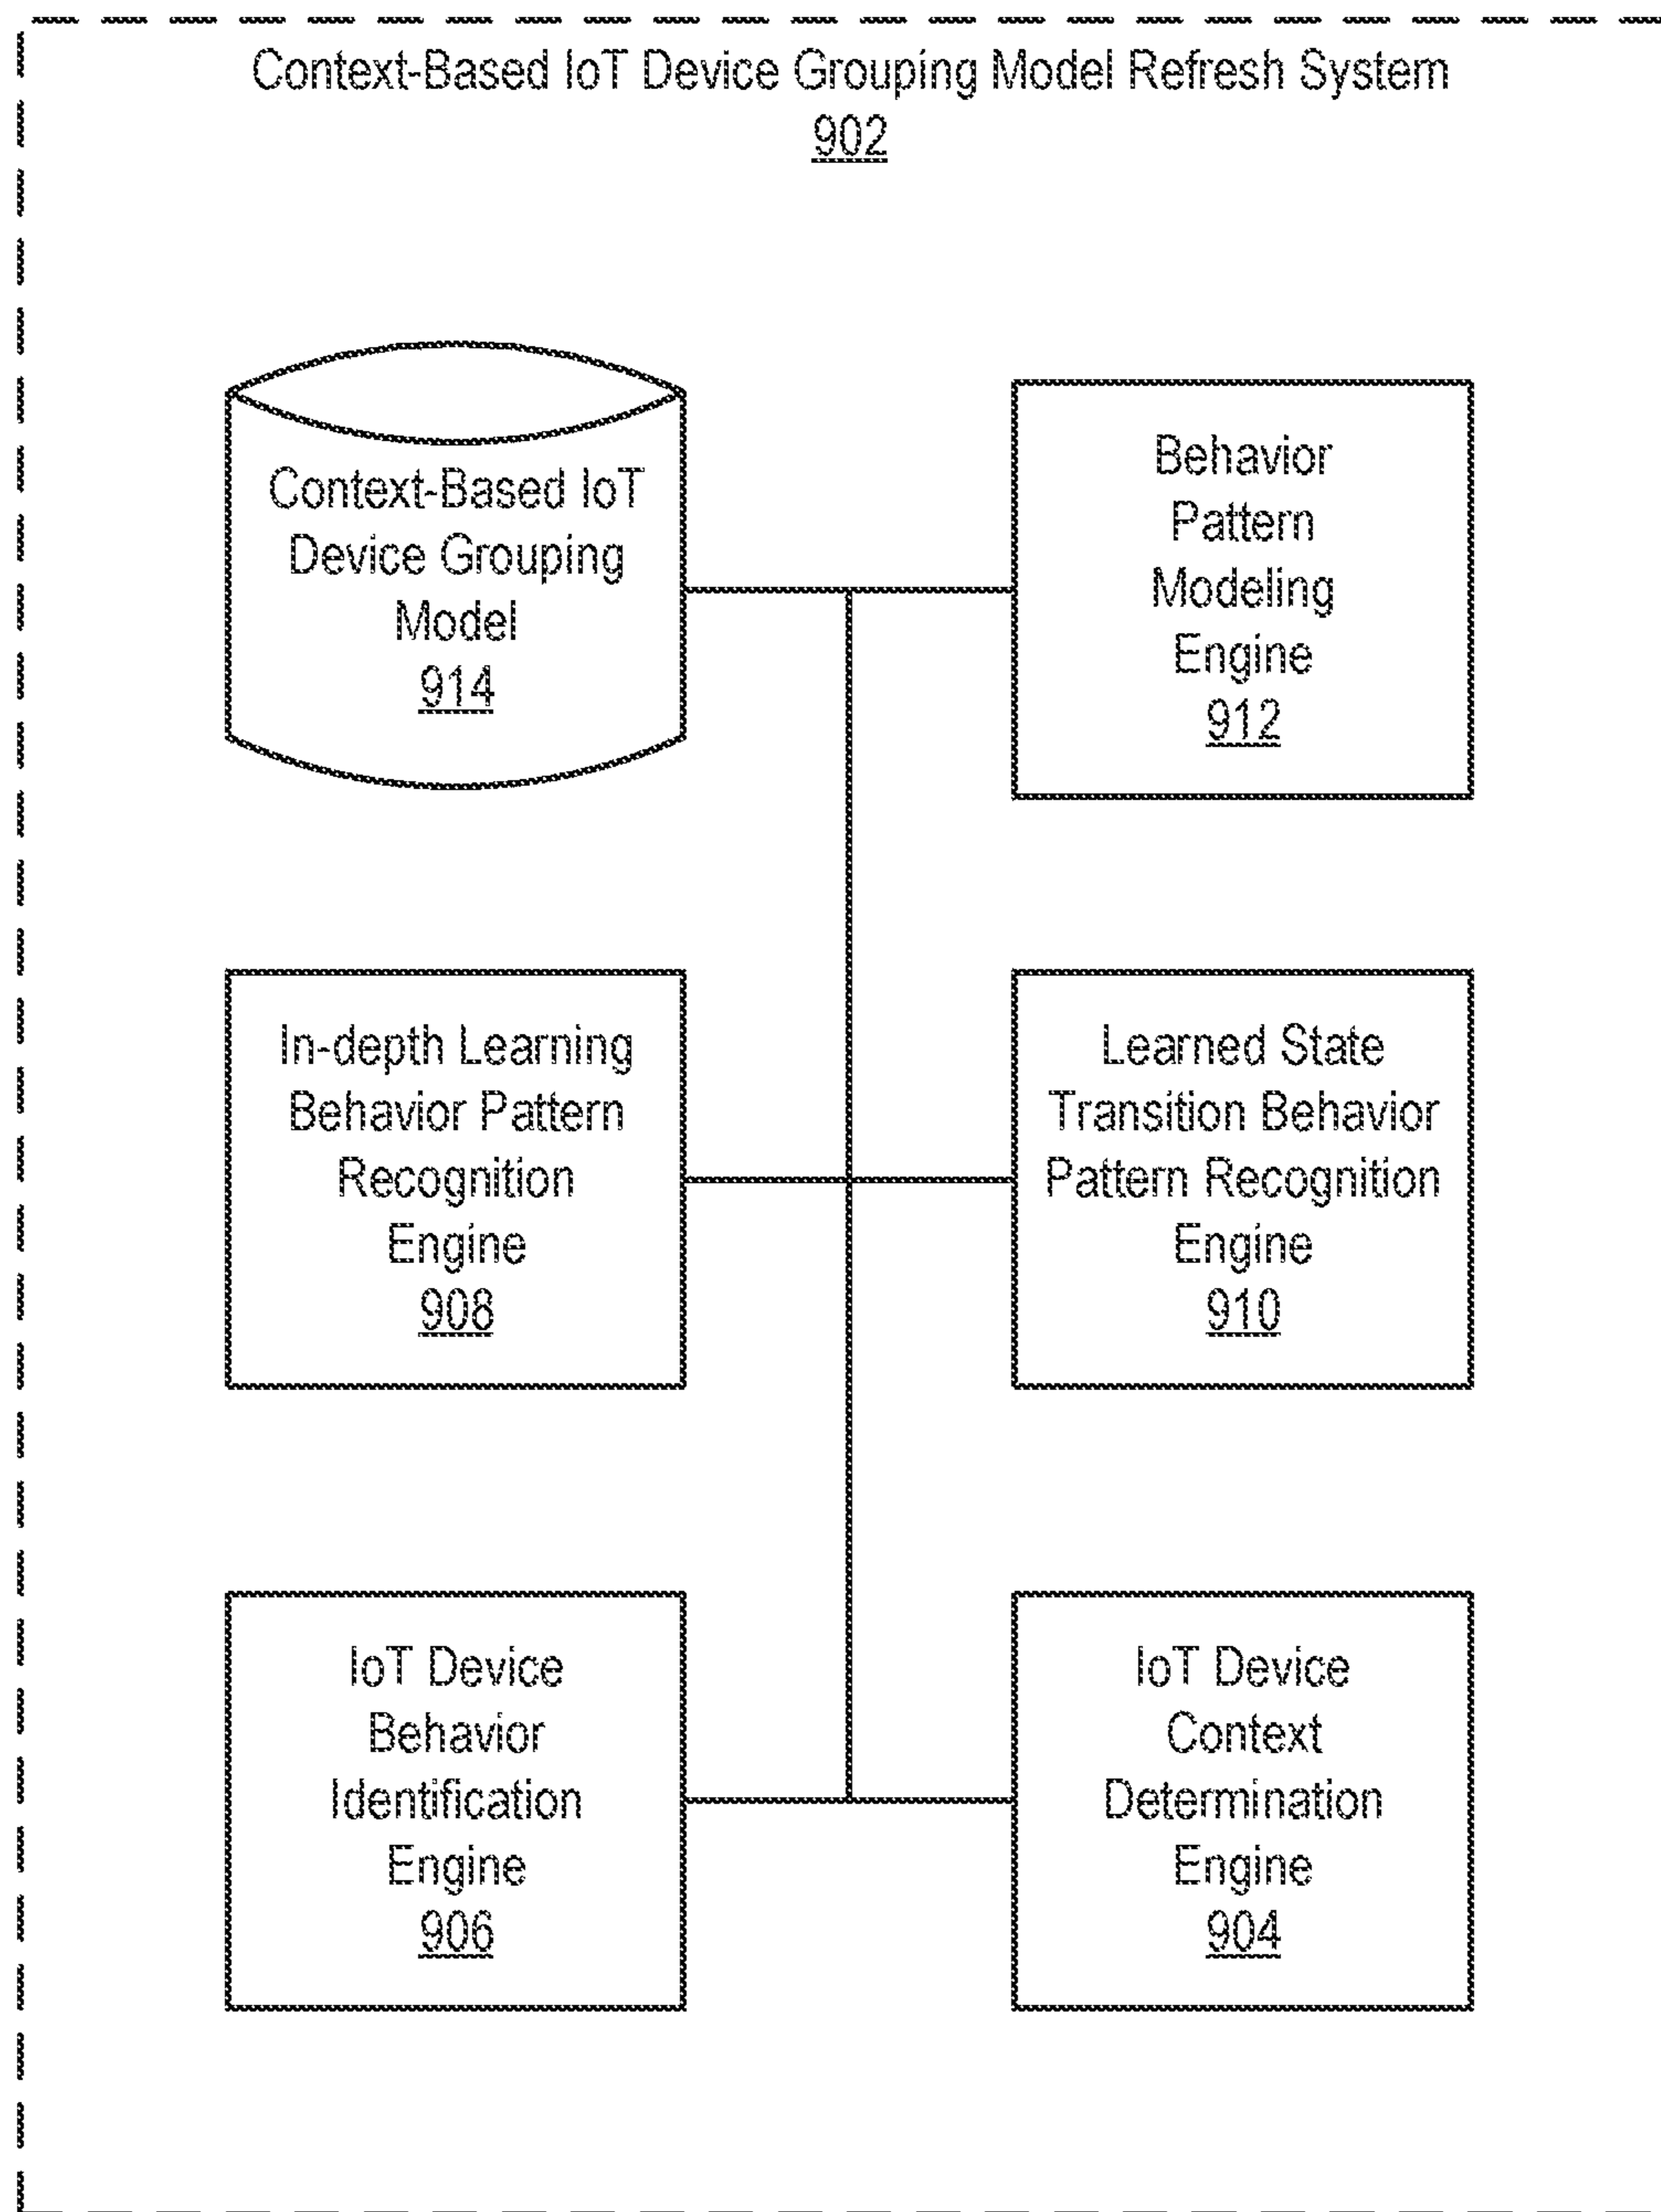 Context-Based IoT Device Grouping Model Refresh System
902
Context-Based IoT
Device Grouping
Model
914
Behavior
Pattern
Modeling
Engine
912
In-depth Learning
Behavior Pattern
Recognition
Engine
908
Learned State
Transition Behavior
Pattern Recognition
Engine
910
IoT Device
Behavior
Identification
Engine
906
IoT Device
Context
Determination
Engine
904